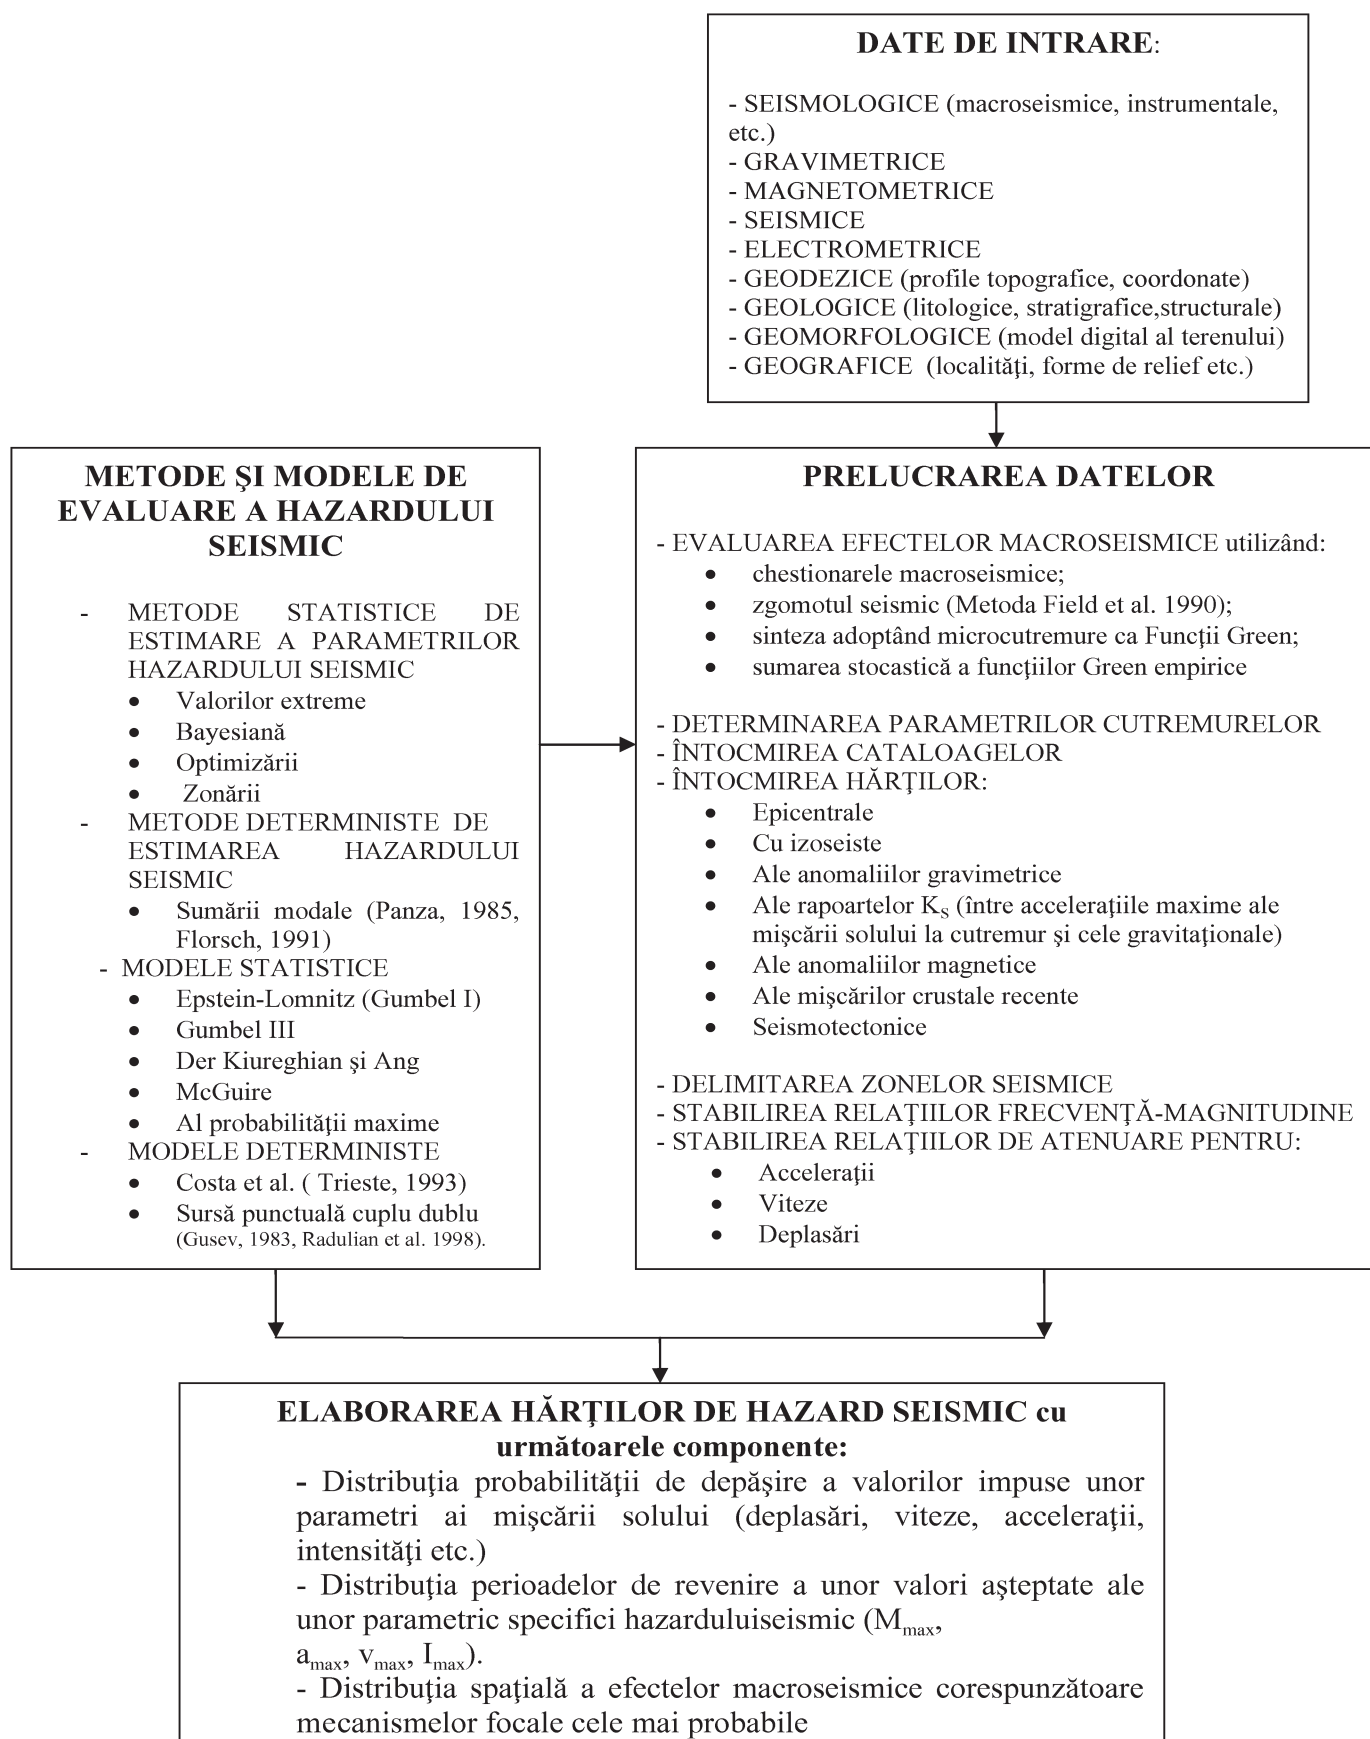 DATE DE INTRARE:
- SEISMOLOGICE (macroseismice, instrumentale,
etc.)
- GRAVIMETRICE
- MAGNETOMETRICE
- SEISMICE
- ELECTROMETRICE
- GEODEZICE (profile topografice, coordonate)
- GEOLOGICE (litologice, stratigrafice,structurale)
- GEOMORFOLOGICE (model digital al terenului)
- GEOGRAFICE (localităţi, forme de relief etc.)
METODE ŞI MODELE DE
EVALUARE A HAZARDULUI
SEISMIC
- METODE STATISTICE DE
ESTIMARE A PARAMETRILOR
HAZARDULUI SEISMIC
• Valorilor extreme
• Bayesiană
• Optimizării
• Zonării
- METODE DETERMINISTE DE
ESTIMAREA HAZARDULUI
SEISMIC
• Sumării modale (Panza, 1985,
Florsch, 1991)
- MODELE STATISTICE
• Epstein-Lomnitz (Gumbel I)
• Gumbel III
• Der Kiureghian şi Ang
• McGuire
• Al probabilităţii maxime
- MODELE DETERMINISTE
• Costa et al. ( Trieste, 1993)
• Sursă punctuală cuplu dublu
(Gusev, 1983, Radulian et al. 1998).
PRELUCRAREA DATELOR
- EVALUAREA EFECTELOR MACROSEISMICE utilizând:
• chestionarele macroseismice;
• zgomotul seismic (Metoda Field et al. 1990);
• sinteza adoptând microcutremure ca Funcţii Green;
• sumarea stocastică a funcţiilor Green empirice
- DETERMINAREA PARAMETRILOR CUTREMURELOR
- ÎNTOCMIREA CATALOAGELOR
- ÎNTOCMIREA HĂRŢILOR:
• Epicentrale
• Cu izoseiste
• Ale anomaliilor gravimetrice
• Ale rapoartelor KS (între acceleraţiile maxime ale
mişcării solului la cutremur şi cele gravitaţionale)
• Ale anomaliilor magnetice
• Ale mişcărilor crustale recente
• Seismotectonice
- DELIMITAREA ZONELOR SEISMICE
- STABILIREA RELAŢIILOR FRECVENŢĂ-MAGNITUDINE
- STABILIREA RELAŢIILOR DE ATENUARE PENTRU:
• Acceleraţii
• Viteze
• Deplasări
ELABORAREA HĂRŢILOR DE HAZARD SEISMIC cu
următoarele componente:
- Distribuţia probabilităţii de depăşire a valorilor impuse unor
parametri ai mişcării solului (deplasări, viteze, acceleraţii,
intensităţi etc.)
- Distribuţia perioadelor de revenire a unor valori aşteptate ale
unor parametric specifici hazarduluiseismic (Mmax,
amax, vmax, Imax).
- Distribuţia spaţială a efectelor macroseismice corespunzătoare
mecanismelor focale cele mai probabile